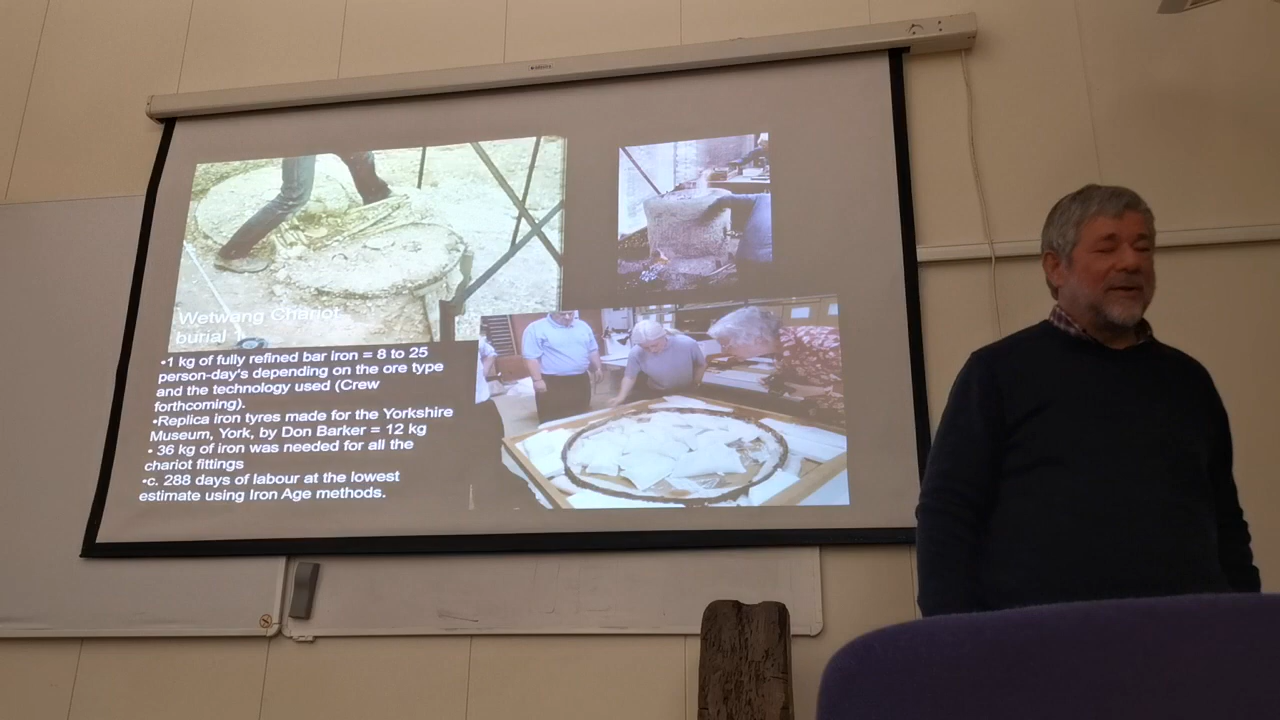 Wetwang Chariot
burial
•1 kg of fully refined bar iron = 8 to 25
person-day's depending on the ore type
and the technology used (Crew
forthcoming).
•Replica iron tyres made for the Yorkshire
Museum, York, by Don Barker = 12 kg
• 36 kg of iron was needed for all the
chariot fittings
•c. 288 days of labour at the lowest
estimate using Iron Age methods.